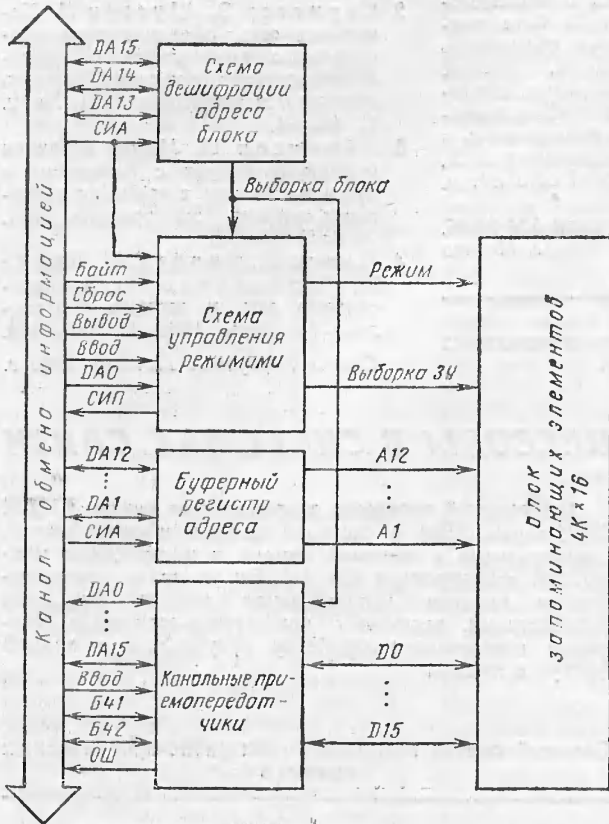 DA15
DA14
DA13
СИА
Схема
дешифрации
адреса
блока
Выборка блока
Канал обмена информацией
Байт
Сброс
Вывод
Ввод
DA0
СИП
Схема
управления
режимами
Режим
Выборка ЗУ
DA12
⋮
DA1
СИА
Буферный
регистр
адреса
A12
⋮
A1
DA0
⋮
DA15
Ввод
БЧ1
БЧ2
ОШ
Канальные при-
емопередат-
чики
D0
⋮
D15
Блок
запоминающих элементов
4К×16